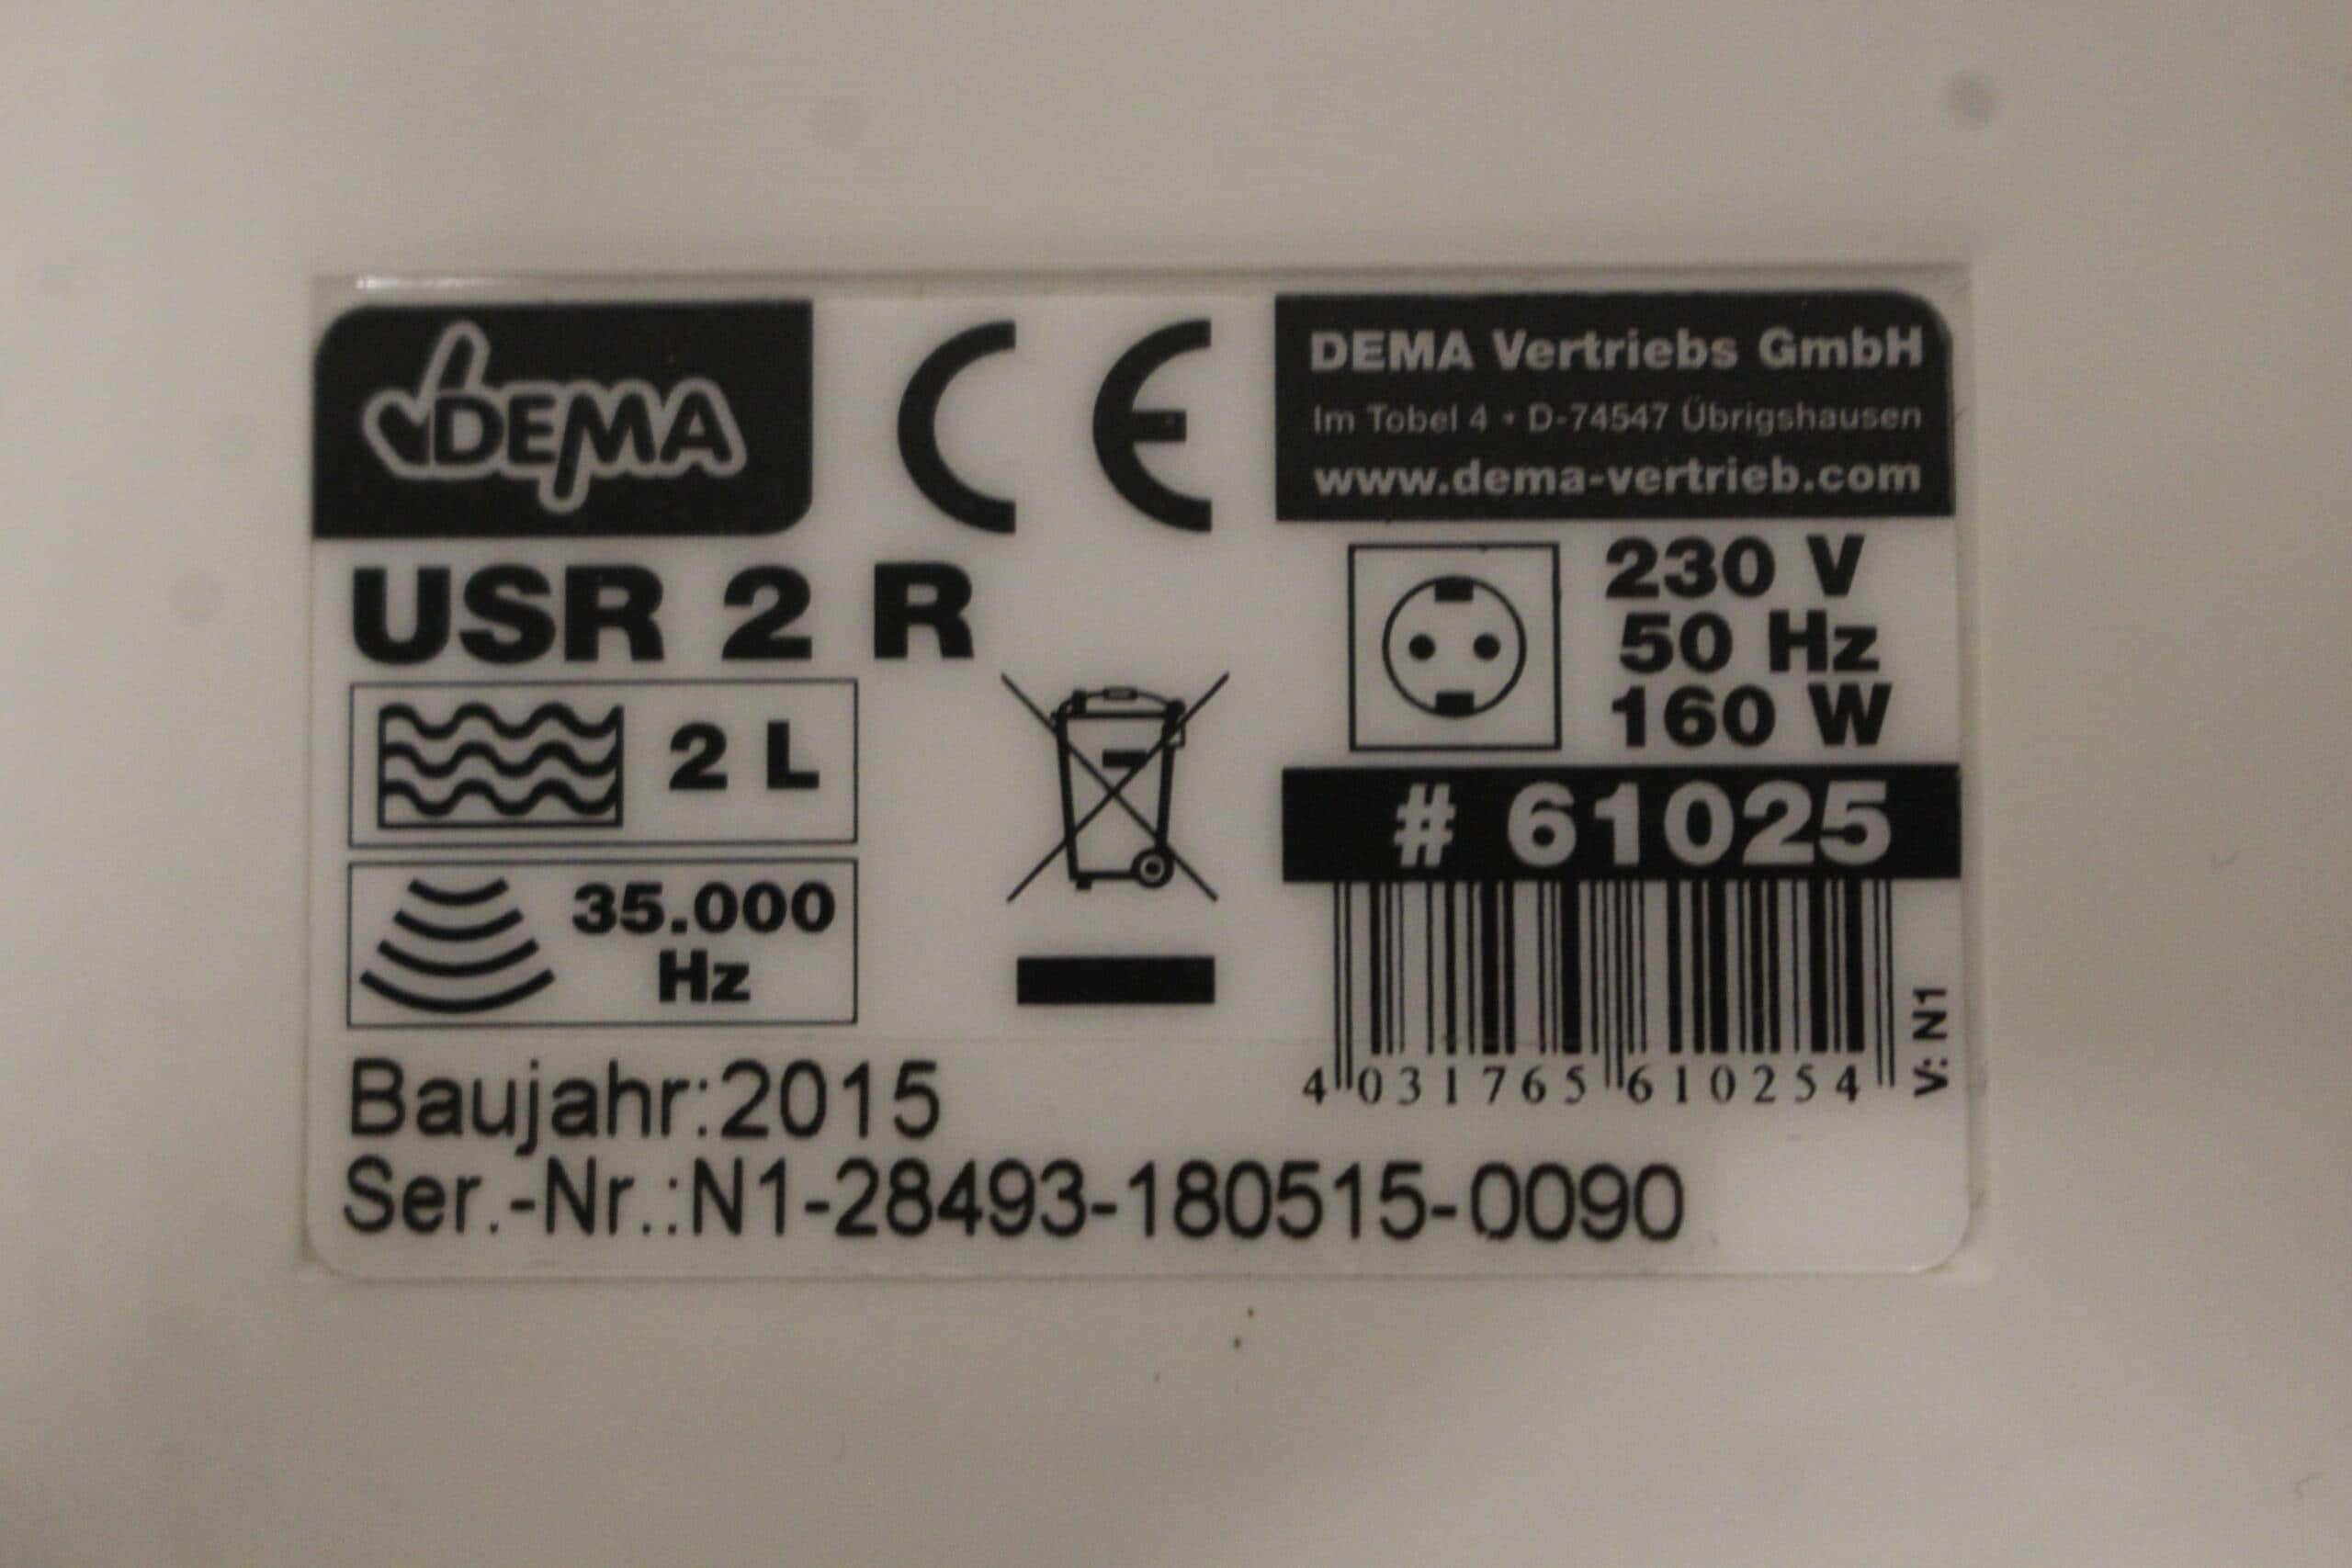 DEMA
CE
DEMA Vertriebs GmbH
Im Tobel 4 • D-74547 Übrigshausen
www.dema-vertrieb.com
USR 2 R
230 V
50 Hz
160 W
2 L
35.000
Hz
# 61025
4 031765 610254
V: N1
Baujahr:2015
Ser.-Nr.:N1-28493-180515-0090